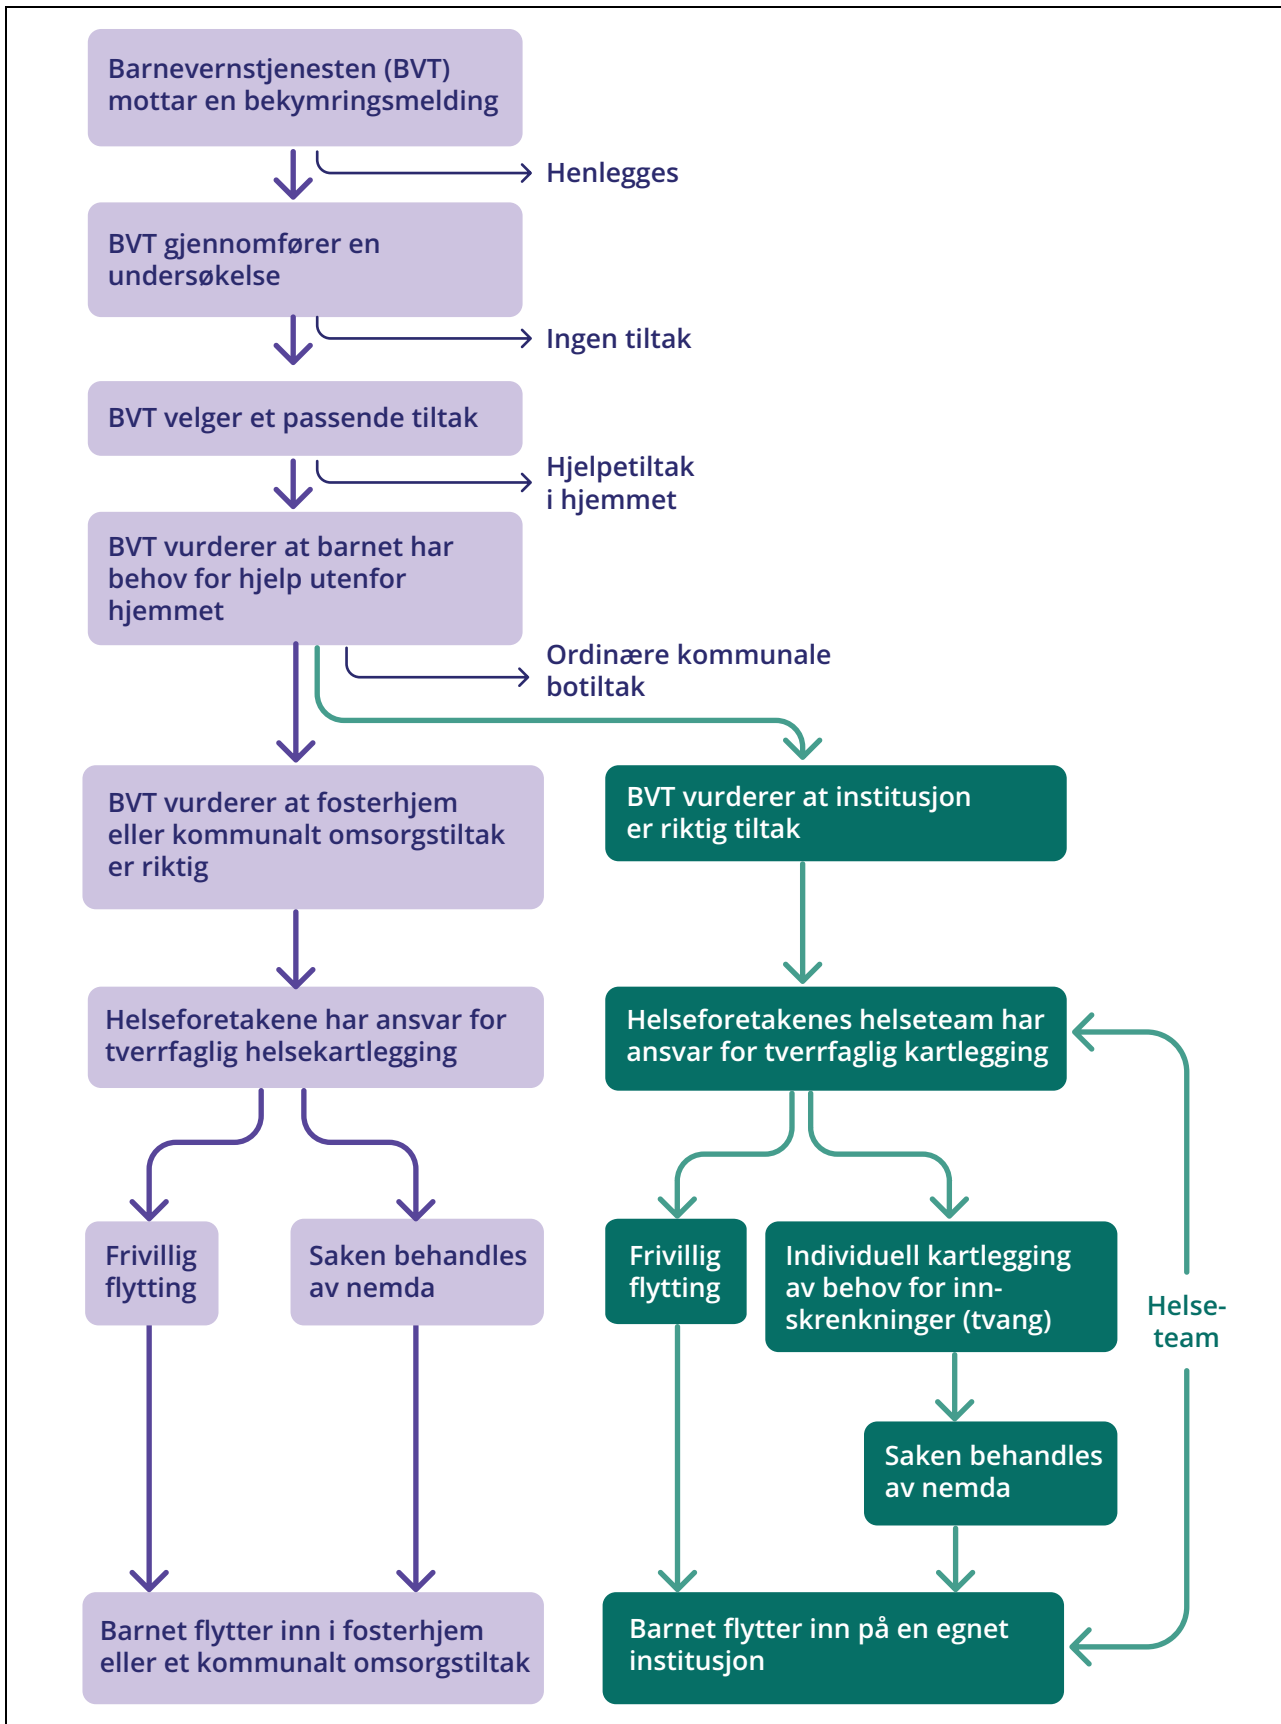 Barnevernstjenesten (BVT)
mottar en bekymringsmelding
Henlegges
BVT gjennomfører en
undersøkelse
Ingen tiltak
BVT velger et passende tiltak
Hjelpetiltak
i hjemmet
BVT vurderer at barnet har
behov for hjelp utenfor
hjemmet
Ordinære kommunale
botiltak
BVT vurderer at fosterhjem
eller kommunalt omsorgstiltak
er riktig
BVT vurderer at institusjon
er riktig tiltak
Helseforetakene har ansvar for
tverrfaglig helsekartlegging
Helseforetakenes helseteam har
ansvar for tverrfaglig kartlegging
Frivillig
flytting
Saken behandles
av nemda
Frivillig
flytting
Individuell kartlegging
av behov for inn-
skrenkninger (tvang)
Helse-
team
Saken behandles
av nemda
Barnet flytter inn i fosterhjem
eller et kommunalt omsorgstiltak
Barnet flytter inn på en egnet
institusjon